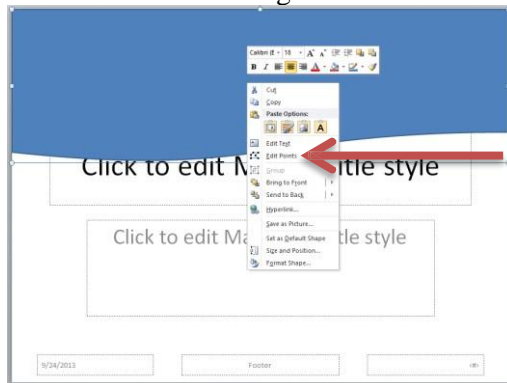 Calibri (E 18 A A
B I A
Cut
Copy
Paste Options:
A
Edit Text
Edit Points
Group
Bring to Front
Send to Back
Hyperlink...
Save as Picture...
Set as Default Shape
Size and Position...
Format Shape...
Click to edit M itle style
Click to edit Ma tle style
9/24/2013
Footer